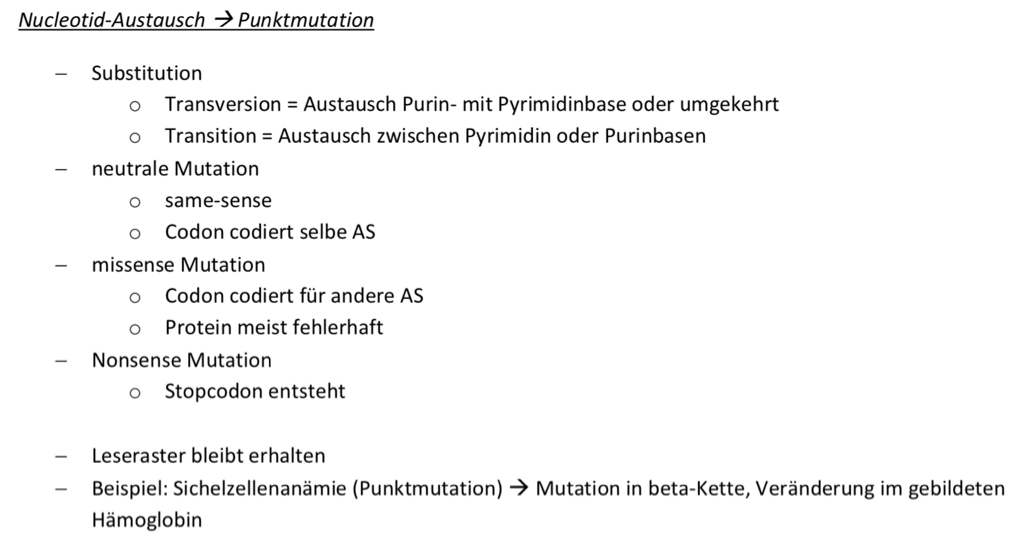 Nucleotid-Austausch → Punktmutation
– Substitution
o Transversion = Austausch Purin- mit Pyrimidinbase oder umgekehrt
o Transition = Austausch zwischen Pyrimidin oder Purinbasen
– neutrale Mutation
o same-sense
o Codon codiert selbe AS
– missense Mutation
o Codon codiert für andere AS
o Protein meist fehlerhaft
– Nonsense Mutation
o Stopcodon entsteht
– Leseraster bleibt erhalten
– Beispiel: Sichelzellenanämie (Punktmutation) → Mutation in beta-Kette, Veränderung im gebildeten
Hämoglobin